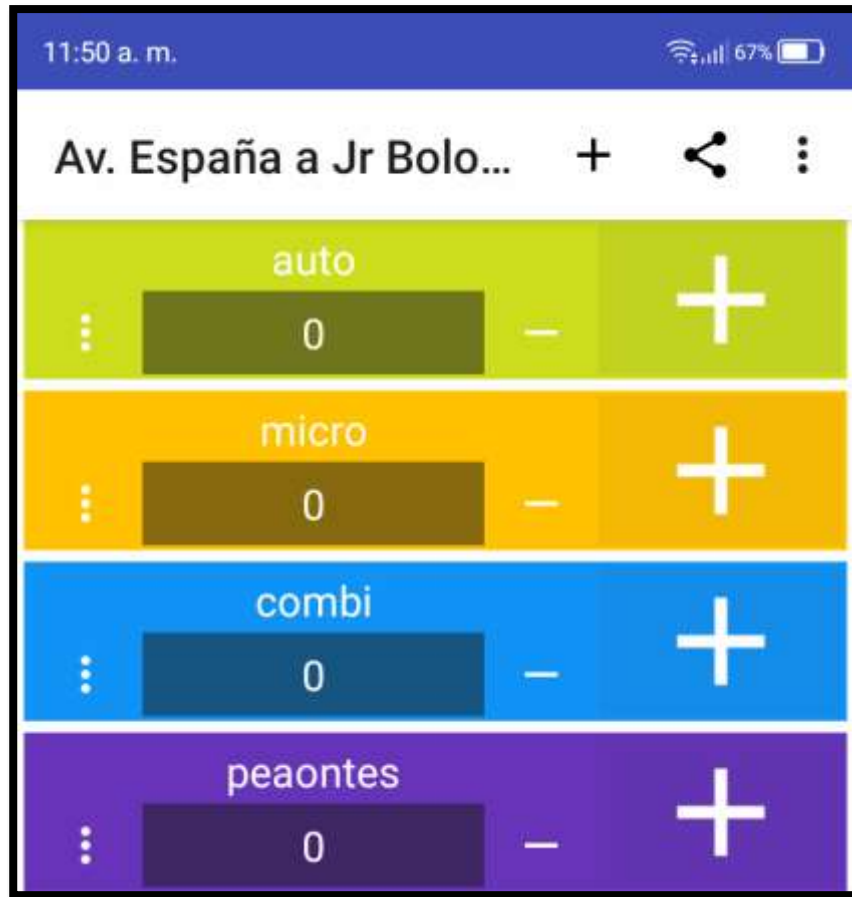 11:50 a. m. 67%
Av. España a Jr Bolo...
auto
0
micro
0
combi
0
peaontes
0